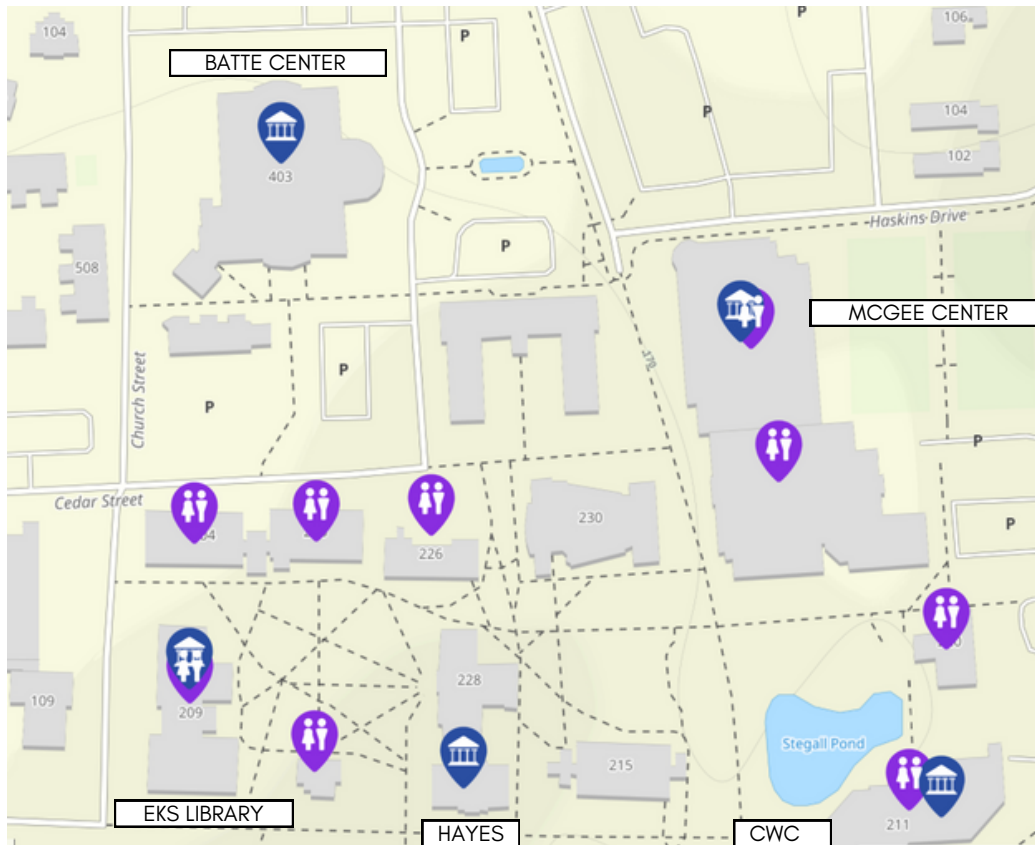 104
P
106
BATTE CENTER
P
P
104
403
102
Haskins Drive
P
508
MCGEE CENTER
170
P
Church Street
P
P
Cedar Street
230
P
226
109
209
228
Stegall Pond
215
EKS LIBRARY
HAYES
CWC
211